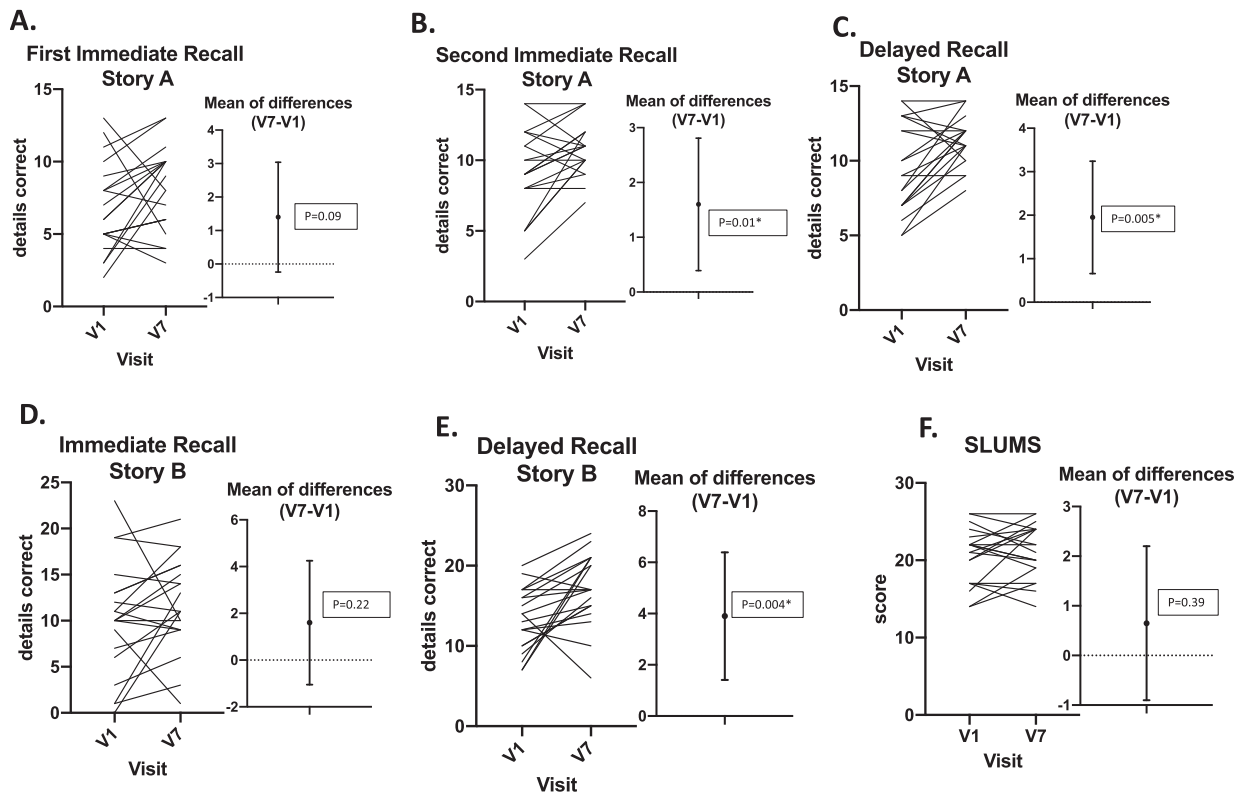 A.
First Immediate Recall
Story A
15
10
5
0
details correct
V1
V7
Visit
Mean of differences
(V7-V1)
4
3
2
1
0
-1
P=0.09
B.
Second Immediate Recall
Story A
15
10
5
0
details correct
V1
V7
Visit
Mean of differences
(V7-V1)
3
2
1
0
P=0.01*
C.
Delayed Recall
Story A
15
10
5
0
details correct
V1
V7
Visit
Mean of differences
(V7-V1)
4
3
2
1
0
P=0.005*
D.
Immediate Recall
Story B
25
20
15
10
5
0
details correct
V1
V7
Visit
Mean of differences
(V7-V1)
6
4
2
0
-2
P=0.22
E.
Delayed Recall
Story B
30
20
10
0
details correct
V1
V7
Visit
Mean of differences
(V7-V1)
8
6
4
2
0
P=0.004*
F.
SLUMS
30
20
10
0
score
V1
V7
Visit
Mean of differences
(V7-V1)
3
2
1
0
-1
P=0.39